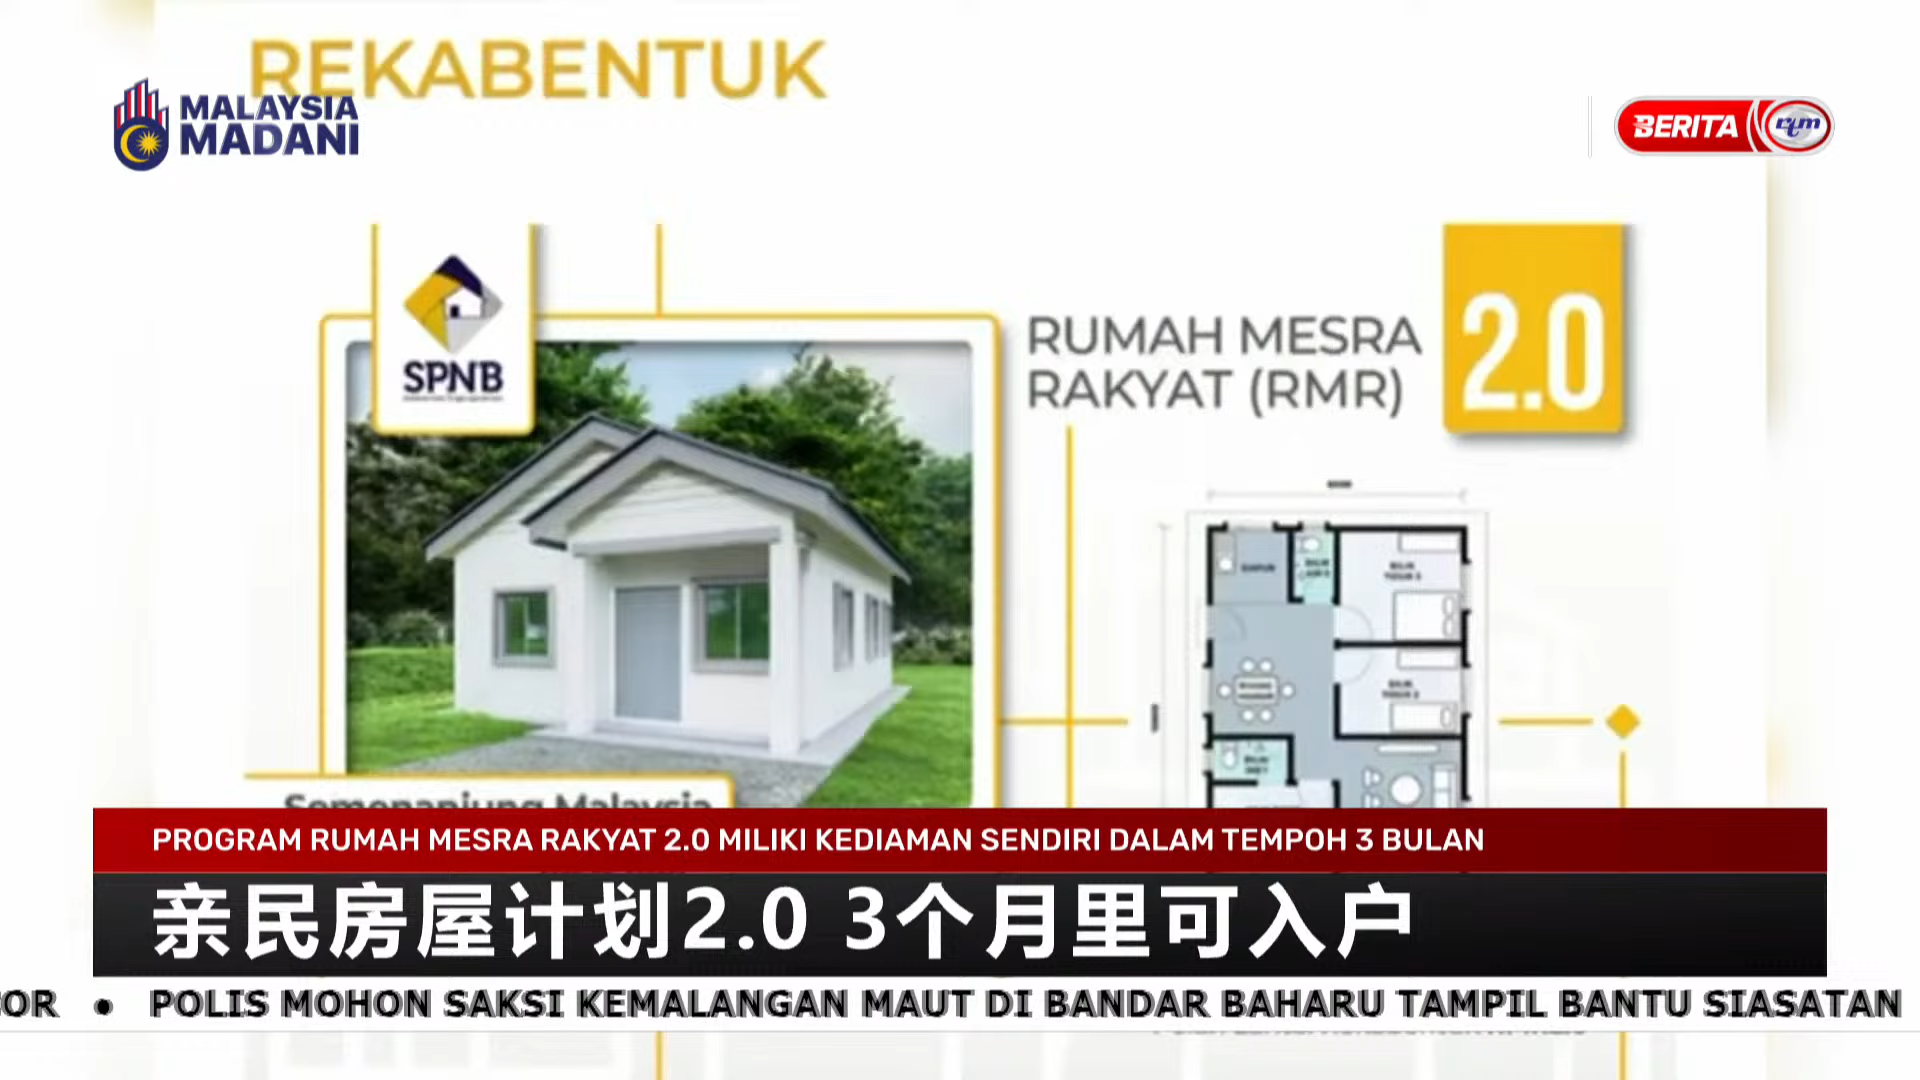 REKABENTUK
MALAYSIA
MADANI
BERITA rtm
SPNB
RUMAH MESRA
RAKYAT (RMR)
2.0
Semenanjung Malaysia
PROGRAM RUMAH MESRA RAKYAT 2.0 MILIKI KEDIAMAN SENDIRI DALAM TEMPOH 3 BULAN
亲民房屋计划2.0 3个月里可入户
OR • POLIS MOHON SAKSI KEMALANGAN MAUT DI BANDAR BAHARU TAMPIL BANTU SIASATAN